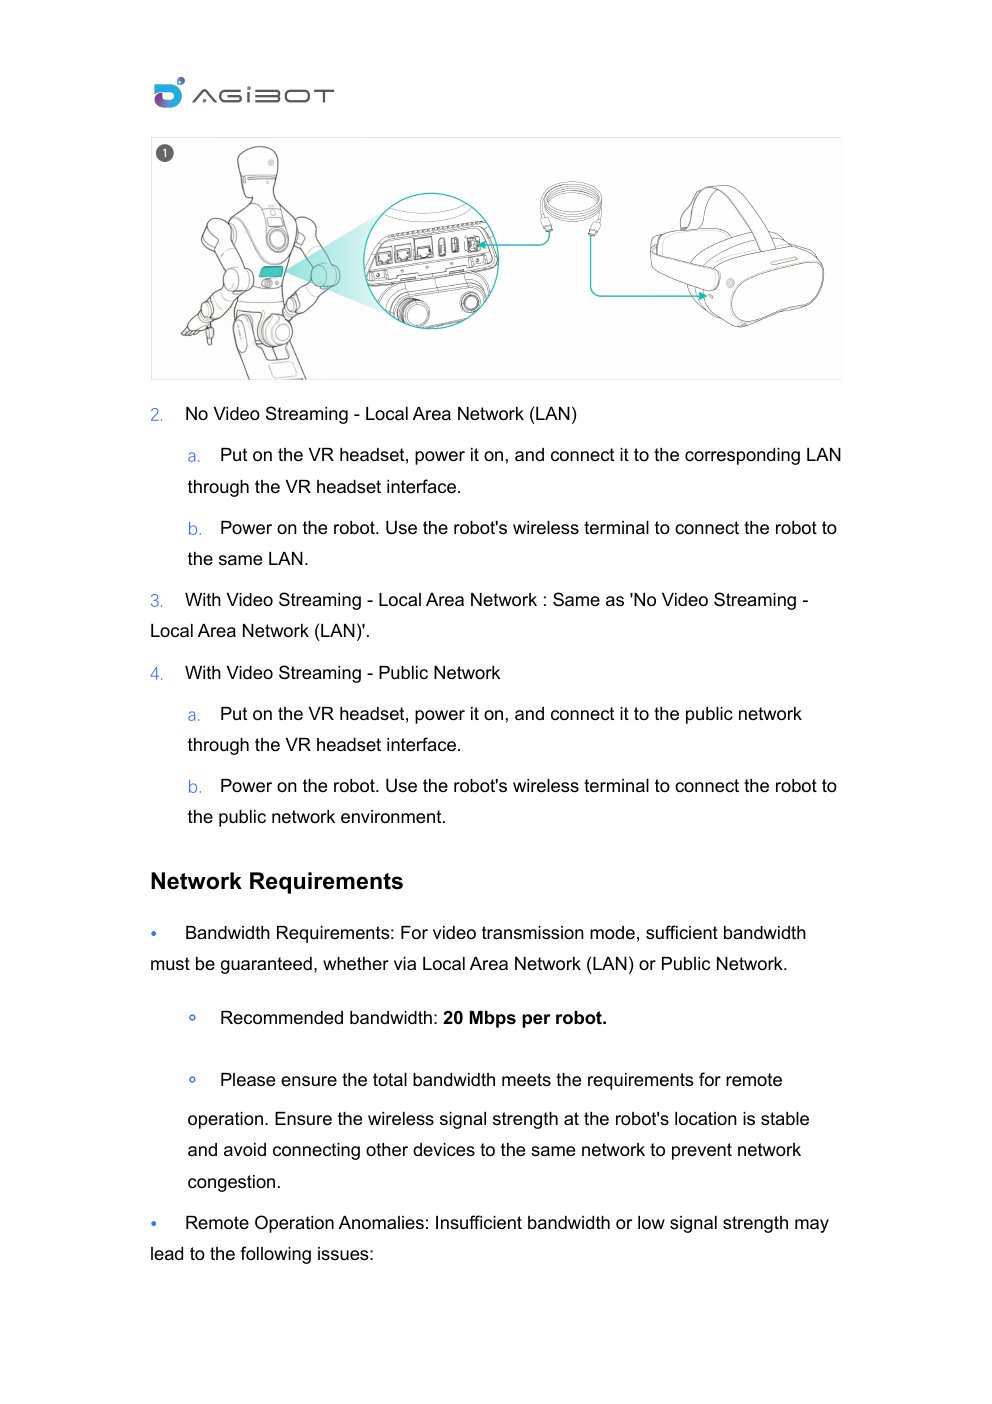 AGIBOT
1
2. No Video Streaming - Local Area Network (LAN)
a. Put on the VR headset, power it on, and connect it to the corresponding LAN
through the VR headset interface.
b. Power on the robot. Use the robot's wireless terminal to connect the robot to
the same LAN.
3. With Video Streaming - Local Area Network : Same as 'No Video Streaming -
Local Area Network (LAN)'.
4. With Video Streaming - Public Network
a. Put on the VR headset, power it on, and connect it to the public network
through the VR headset interface.
b. Power on the robot. Use the robot's wireless terminal to connect the robot to
the public network environment.
Network Requirements
• Bandwidth Requirements: For video transmission mode, sufficient bandwidth
must be guaranteed, whether via Local Area Network (LAN) or Public Network.
◦ Recommended bandwidth: 20 Mbps per robot.
◦ Please ensure the total bandwidth meets the requirements for remote
operation. Ensure the wireless signal strength at the robot's location is stable
and avoid connecting other devices to the same network to prevent network
congestion.
• Remote Operation Anomalies: Insufficient bandwidth or low signal strength may
lead to the following issues: